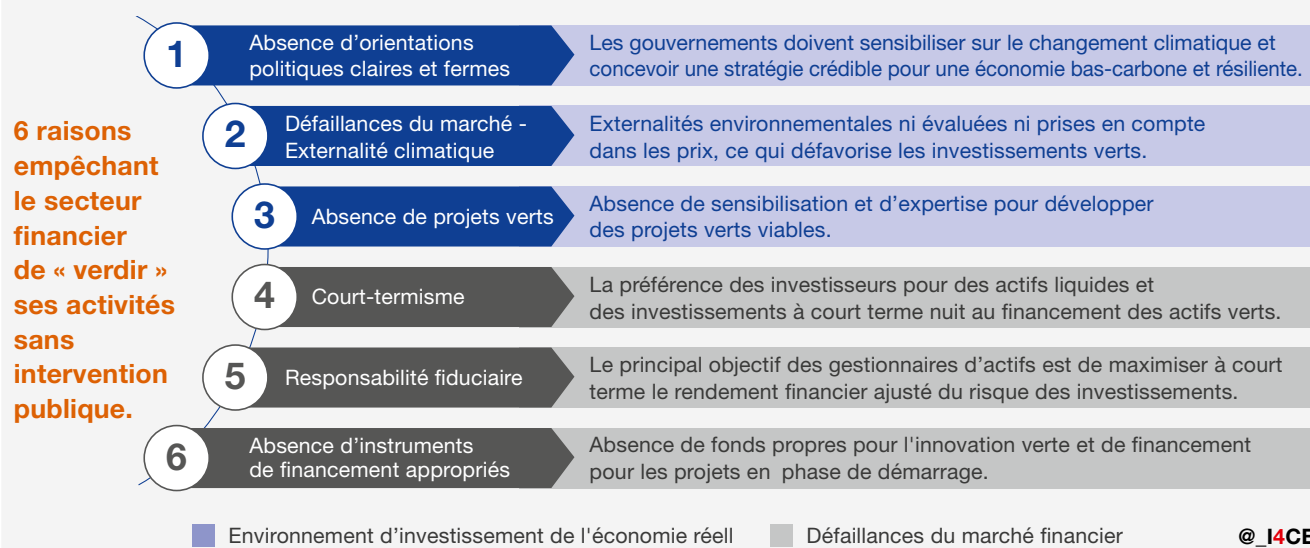 6 raisons
empêchant
le secteur
financier
de « verdir »
ses activités
sans
intervention
publique.
1
Absence d’orientations
politiques claires et fermes
Les gouvernements doivent sensibiliser sur le changement climatique et
concevoir une stratégie crédible pour une économie bas-carbone et résiliente.
2
Défaillances du marché -
Externalité climatique
Externalités environnementales ni évaluées ni prises en compte
dans les prix, ce qui défavorise les investissements verts.
3
Absence de projets verts
Absence de sensibilisation et d’expertise pour développer
des projets verts viables.
4
Court-termisme
La préférence des investisseurs pour des actifs liquides et
des investissements à court terme nuit au financement des actifs verts.
5
Responsabilité fiduciaire
Le principal objectif des gestionnaires d’actifs est de maximiser à court
terme le rendement financier ajusté du risque des investissements.
6
Absence d’instruments
de financement appropriés
Absence de fonds propres pour l'innovation verte et de financement
pour les projets en phase de démarrage.
Environnement d’investissement de l'économie réell
Défaillances du marché financier
@_I4CE